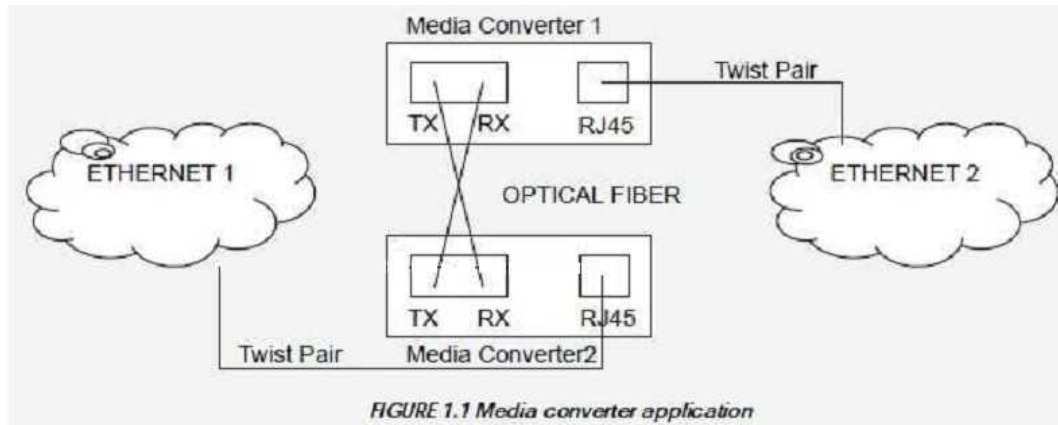 Media Converter 1
Twist Pair
TX RX RJ45
ETHERNET 1
ETHERNET 2
OPTICAL FIBER
TX RX RJ45
Twist Pair
Media Converter2
FIGURE 1.1 Media converter application